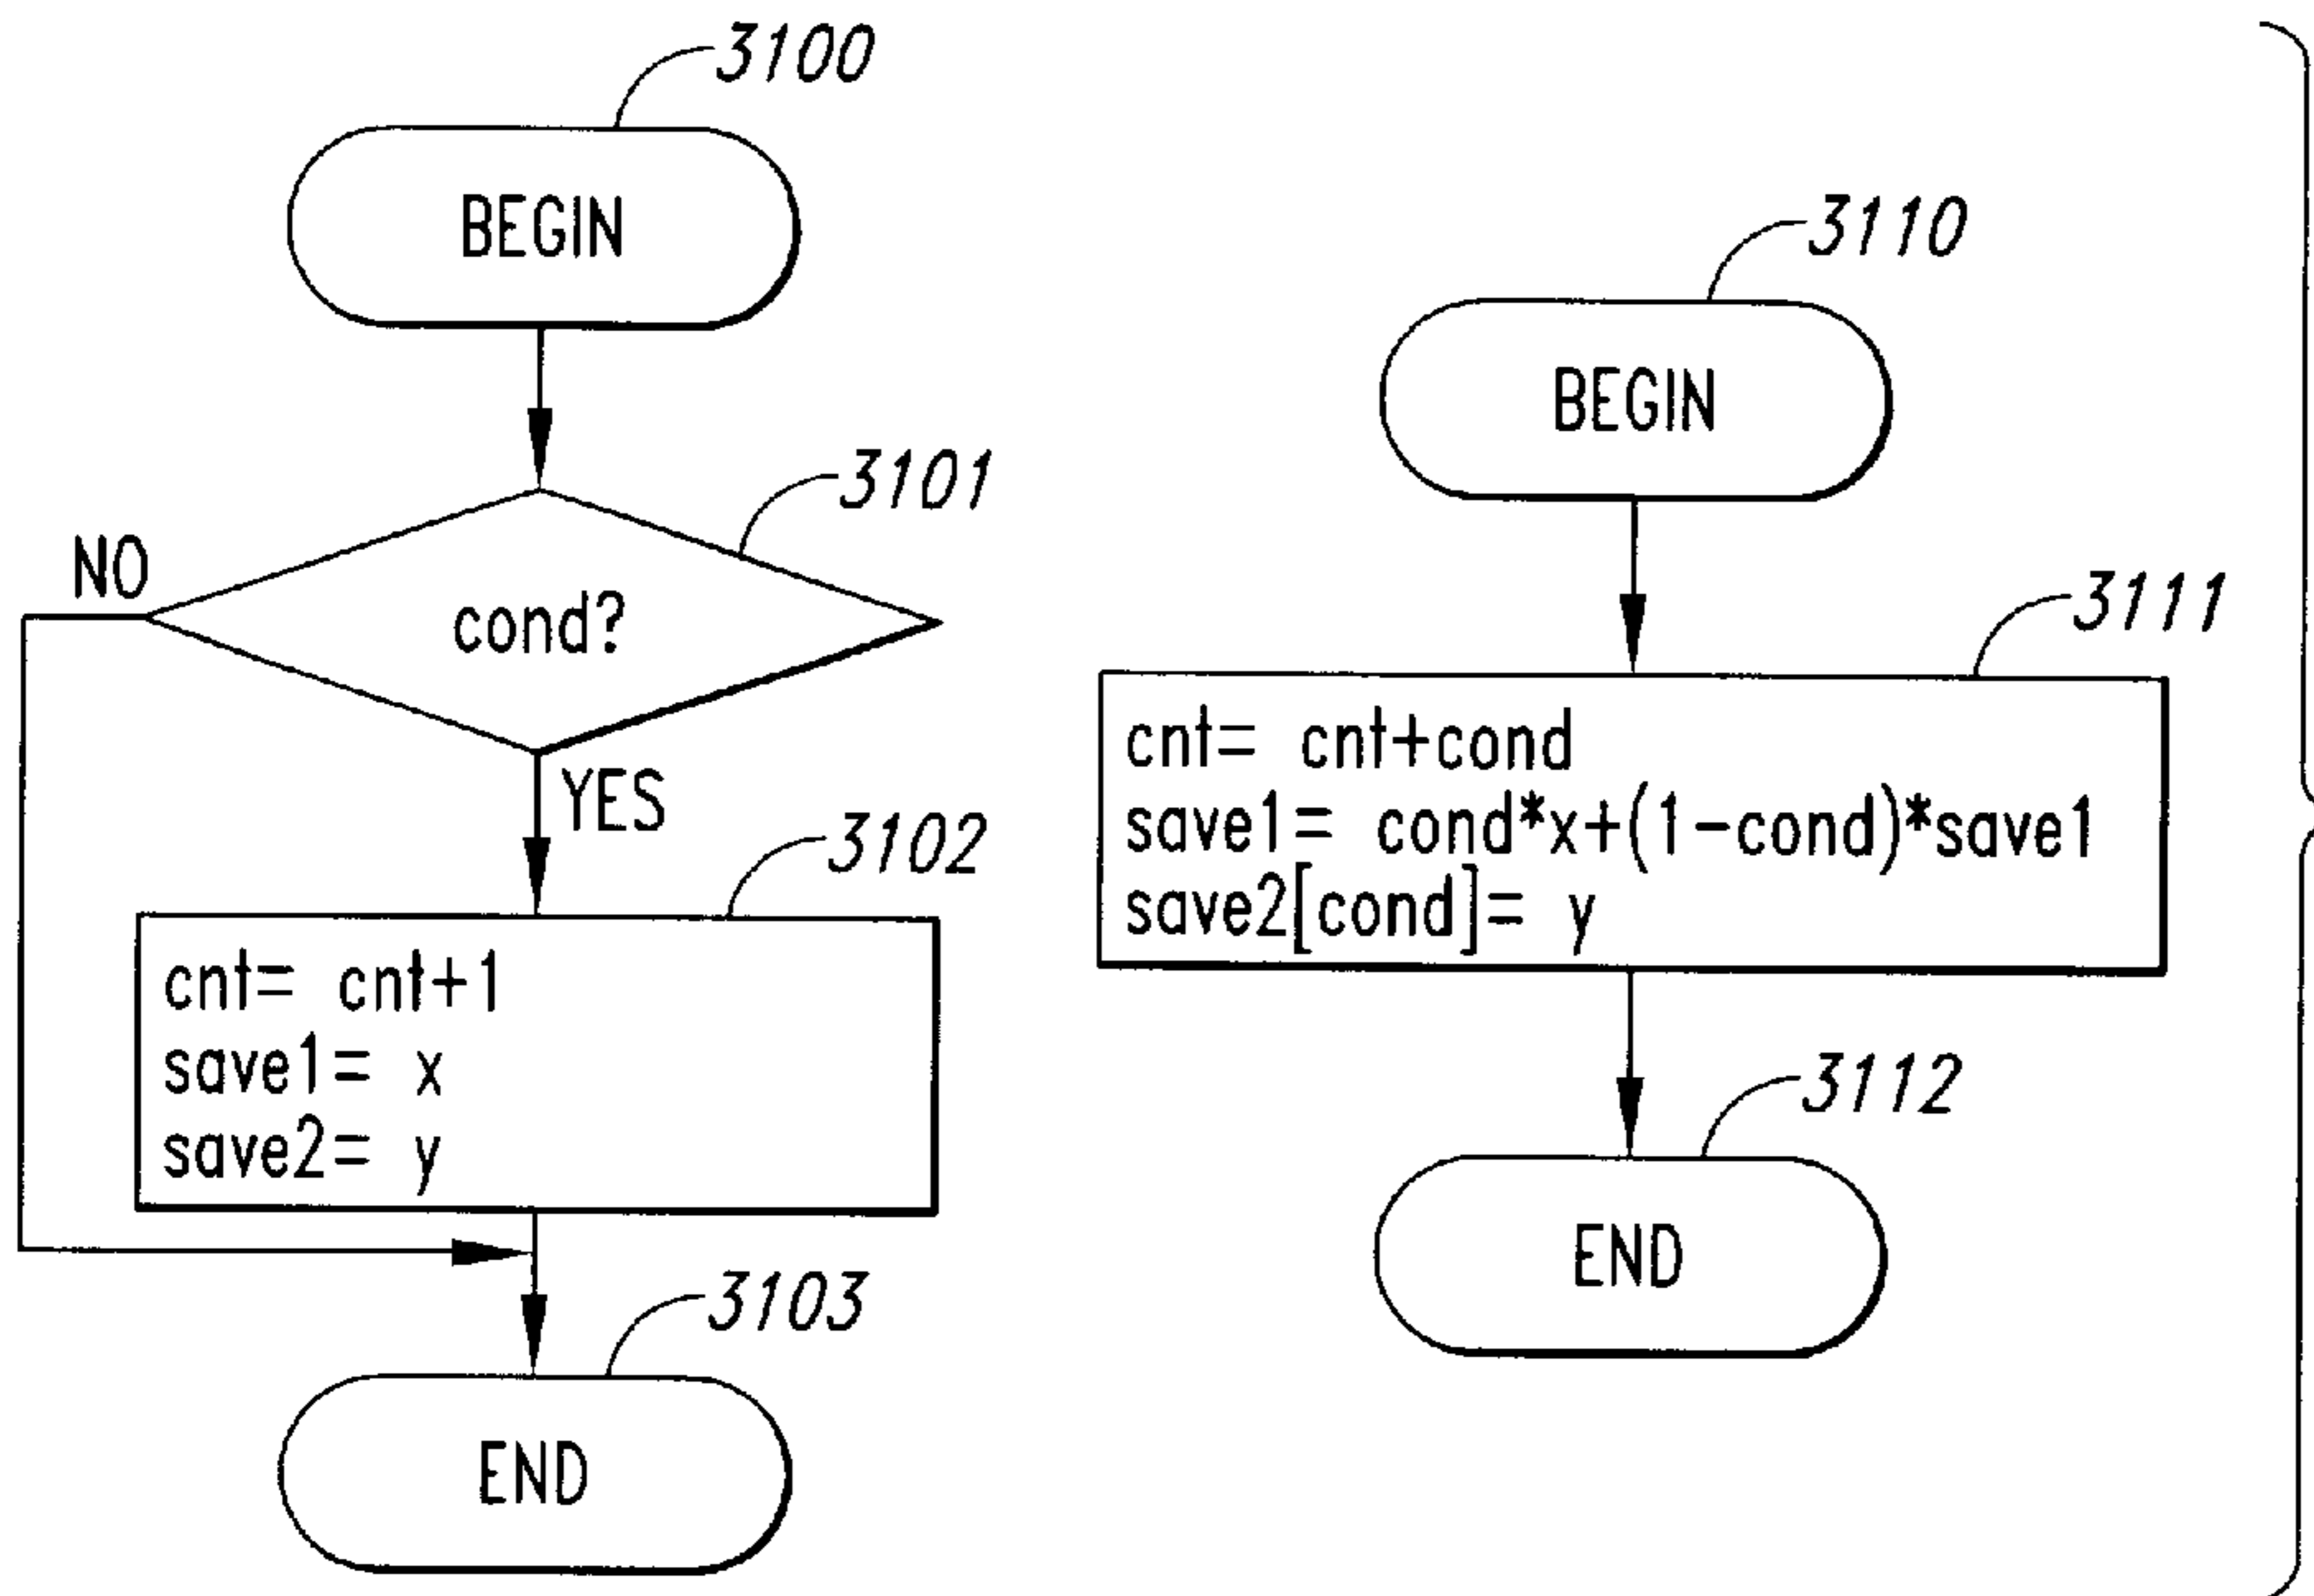 3100
BEGIN
3101
NO
cond?
YES
3102
cnt= cnt+1
save1= x
save2= y
3103
END
3110
BEGIN
3111
cnt= cnt+cond
save1= cond*x+(1-cond)*save1
save2[cond]= y
3112
END